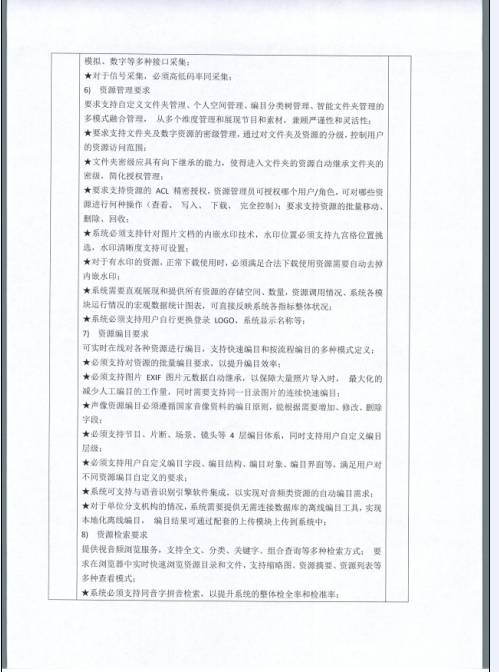 模拟、数字等多种接口采集；
★对于信号采集，必须高低码率同采集；
6) 资源管理要求
要求支持自定义文件夹管理、个人空间管理、编目分类树管理、智能文件夹管理的
多模式融合管理， 从多个维度管理和展现节目和素材，兼顾严谨性和灵活性；
★要求支持文件夹及数字资源的密级管理，通过对文件夹及资源的分级，控制用户
的资源访问范围；
★文件夹密级应具有向下继承的能力，使得进入文件夹的资源自动继承文件夹的
密级，简化授权管理；
★要求支持资源的 ACL 精密授权，资源管理员可授权哪个用户/角色，可对哪些资
源进行何种操作（查看、 写入、 下载、 完全控制）；要求支持资源的批量移动、
删除、回收；
★系统必须支持针对图片文档的内嵌水印技术，水印位置必须支持九宫格位置挑
选，水印清晰度支持可设置；
★对于有水印的资源，正常下载使用时，必须满足合法下载使用资源需要自动去掉
内嵌水印；
★系统需要直观展现和提供所有资源的存储空间、数量，资源调用情况、系统各模
块运行情况的宏观数据统计图表，可直接反映系统各指标整体状况；
★系统必须支持用户自行更换登录 LOGO、系统显示名称等；
7) 资源编目要求
可实时在线对各种资源进行编目，支持快速编目和按流程编目的多种模式定义；
★必须支持对资源的批量编目要求，以提升编目效率；
★必须支持图片 EXIF 图片元数据自动继承，以保障大量照片导入时， 最大化的
减少人工编目的工作量，同时需要支持同一目录图片的连续快速编目；
★声像资源编目必须遵循国家音像资料的编目原则，能根据需要增加、修改、删除
字段；
★必须支持节目、片断、场景、镜头等 4 层编目体系，同时支持用户自定义编目
层级；
★必须支持用户自定义编目字段、编目结构、编目对象、编目界面等，满足用户对
不同资源编目自定义的要求；
★系统可支持与语音识别引擎软件集成，以实现对音频类资源的自动编目需求；
★对于单位分支机构的情况，系统需要提供无需连接数据库的离线编目工具，实现
本地化离线编目， 编目结果可通过配套的上传模块上传到系统中；
8) 资源检索要求
提供视音频浏览服务，支持全文、分类、关键字、组合查询等多种检索方式； 要
求在浏览器中实时快速浏览资源目录和文件，支持缩略图、资源摘要、资源列表等
多种查看模式；
★系统必须支持同音字拼音检索，以提升系统的整体检全率和检准率；